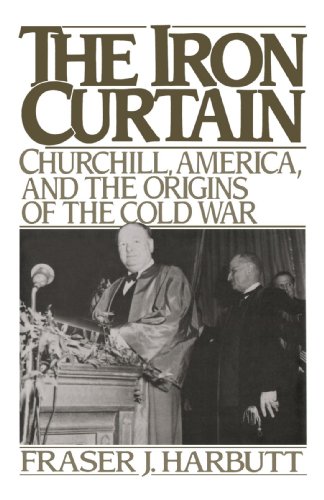 THE IRON
CURTAIN:
CHURCHILL, AMERICA,
AND THE ORIGINS
OF THE COLD WAR
FRASER J. HARBUTT